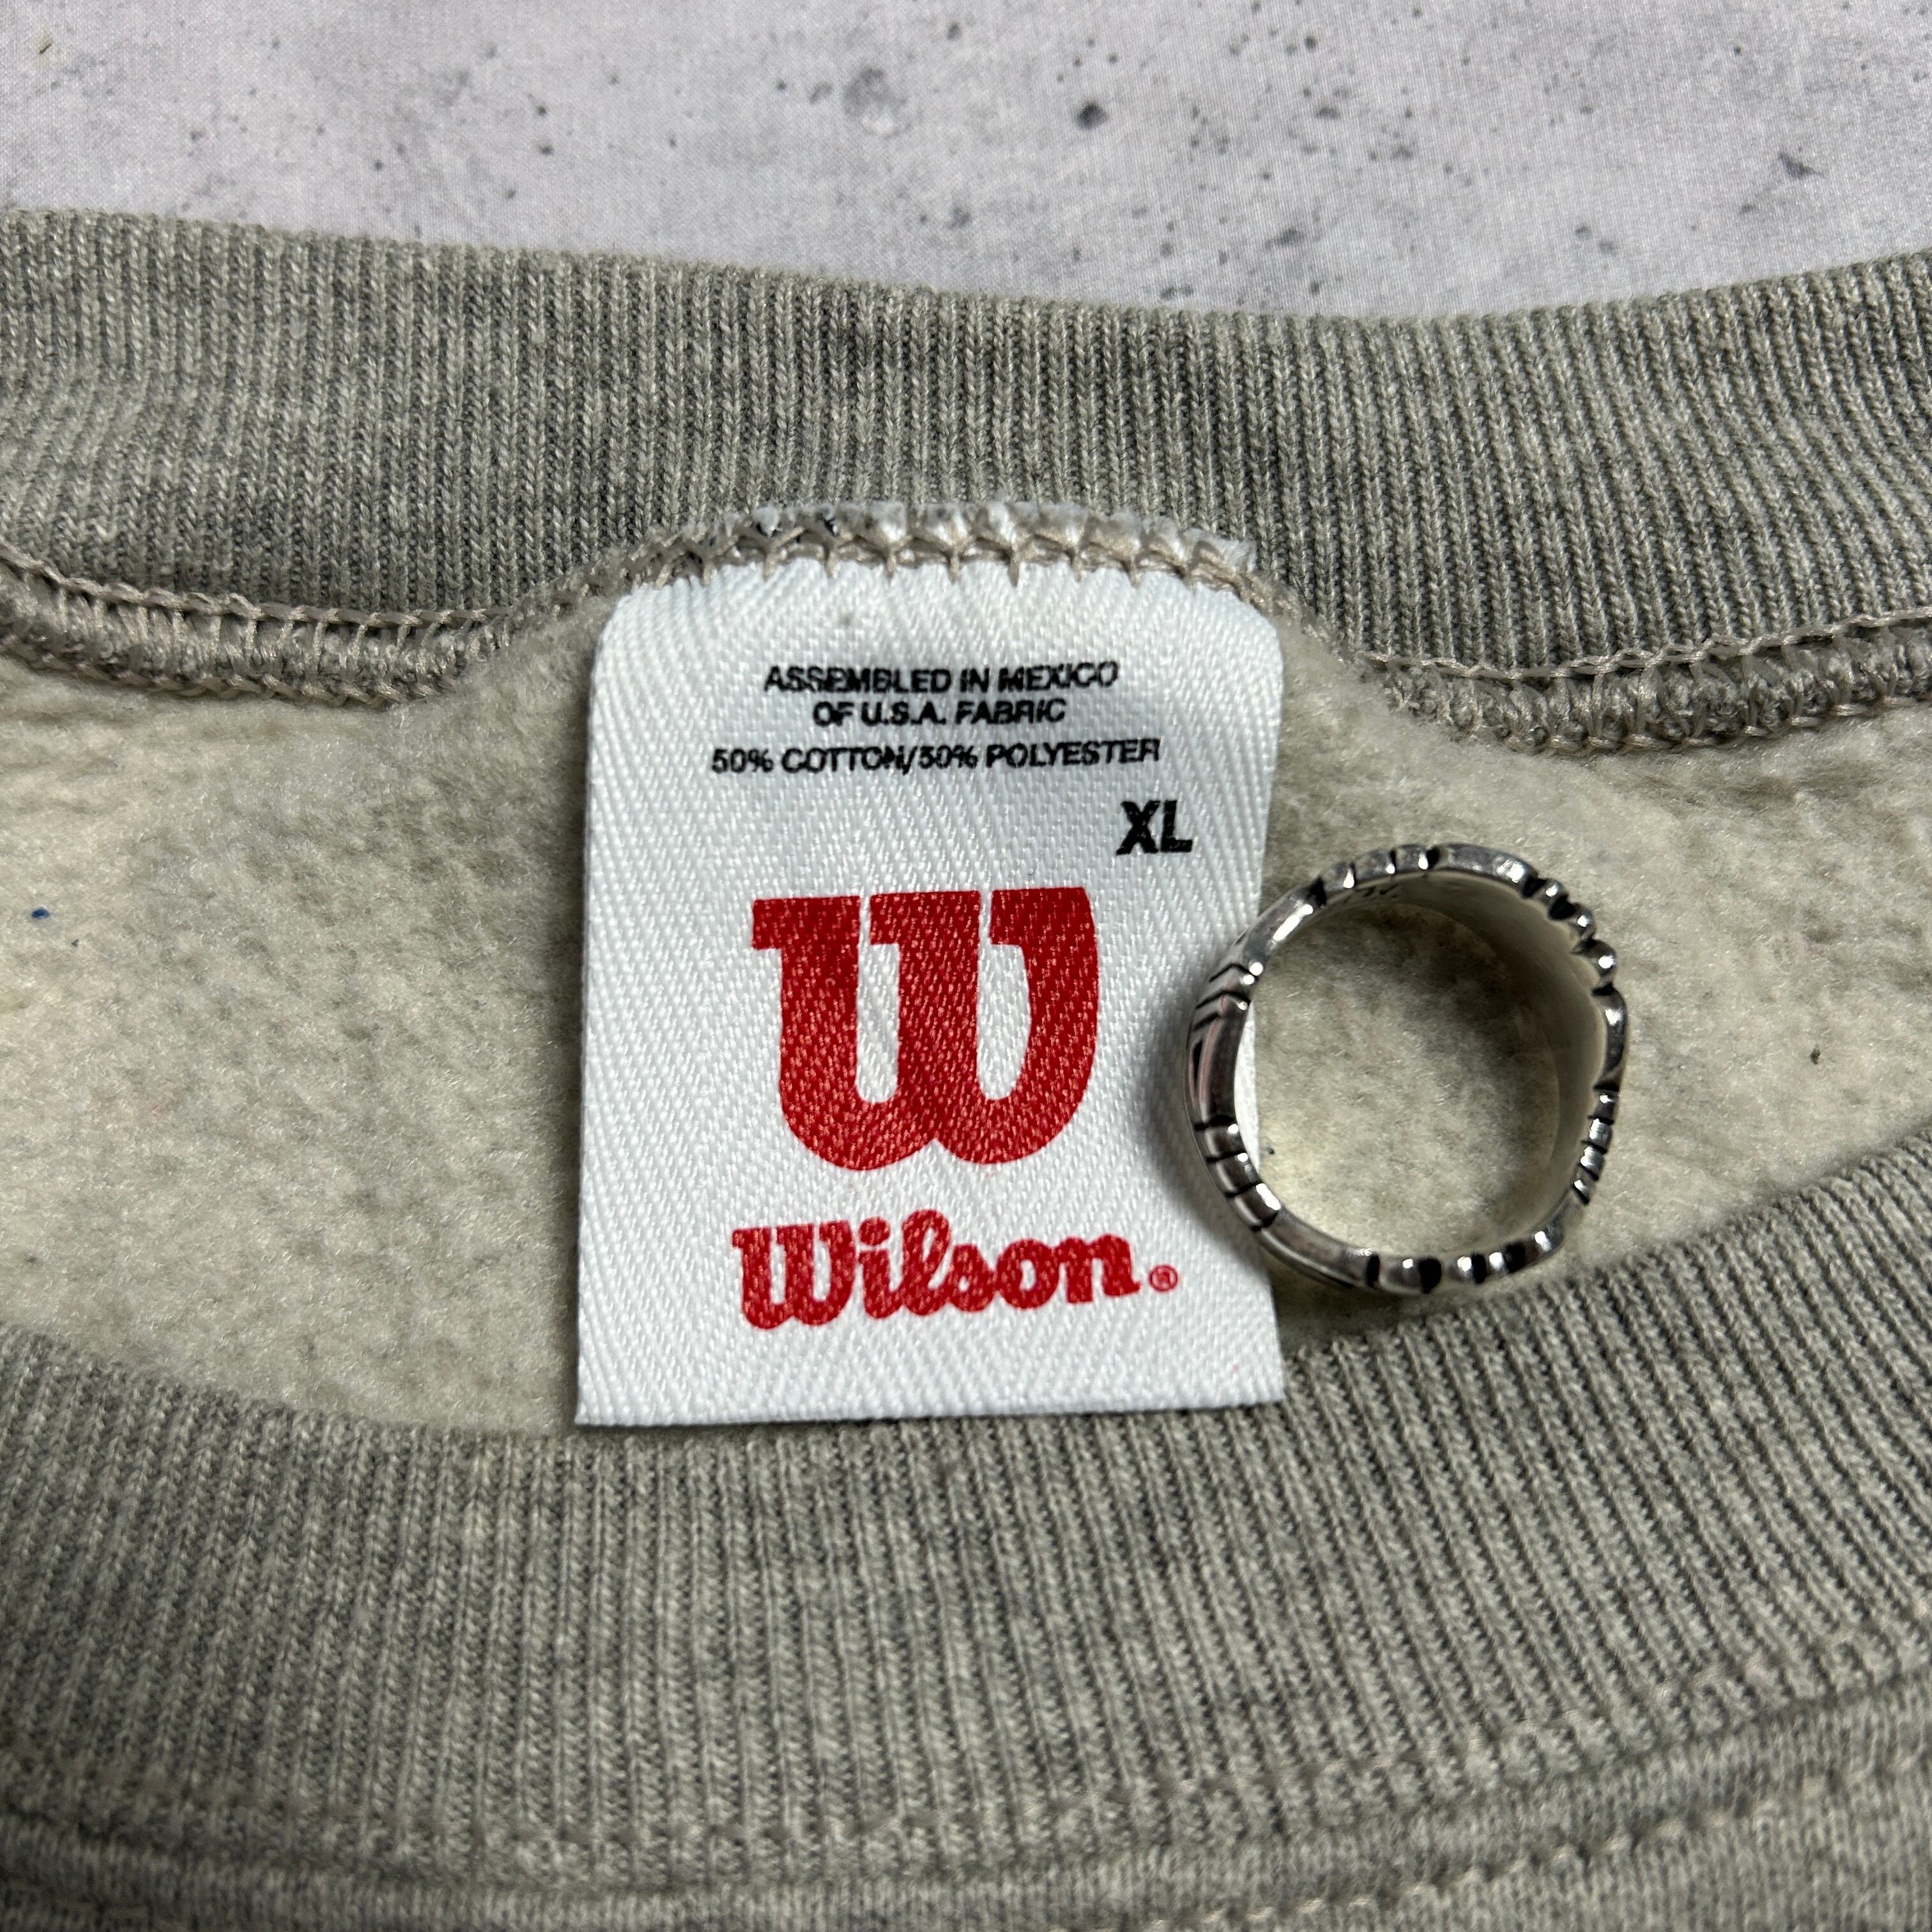 ASSEMBLED IN MEXICO
OF U.S.A. FABRIC
50% COTTON/50% POLYESTER
XL
W
Wilson®